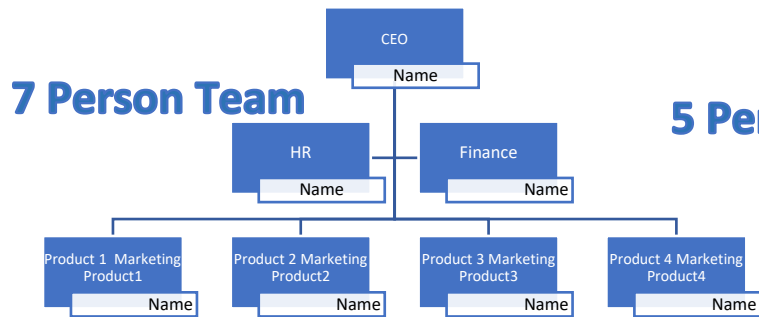 CEO
Name
7 Person Team
5 Pe
HR
Name
Finance
Name
Product 1 Marketing
Product1
Name
Product 2 Marketing
Product2
Name
Product 3 Marketing
Product3
Name
Product 4 Marketing
Product4
Name